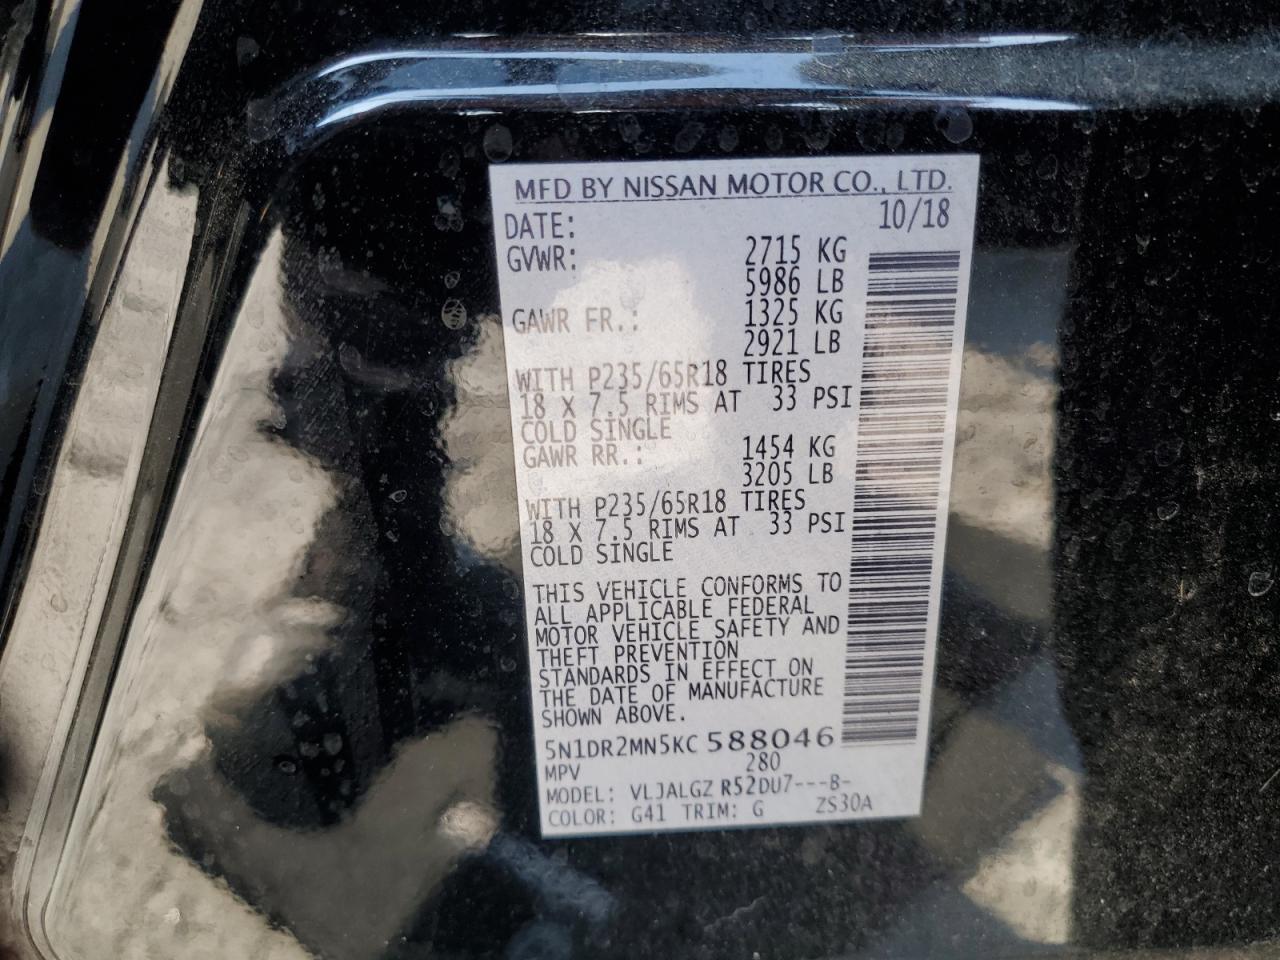 MFD BY NISSAN MOTOR CO., LTD.
DATE: 10/18
GVWR: 2715 KG
5986 LB
GAWR FR.: 1325 KG
2921 LB
WITH P235/65R18 TIRES
18 X 7.5 RIMS AT 33 PSI
COLD SINGLE
GAWR RR.: 1454 KG
3205 LB
WITH P235/65R18 TIRES
18 X 7.5 RIMS AT 33 PSI
COLD SINGLE
THIS VEHICLE CONFORMS TO
ALL APPLICABLE FEDERAL
MOTOR VEHICLE SAFETY AND
THEFT PREVENTION
STANDARDS IN EFFECT ON
THE DATE OF MANUFACTURE
SHOWN ABOVE.
5N1DR2MN5KC 588046
MPV 280
MODEL: VLJALGZ R52DU7---B-
COLOR: G41 TRIM: G ZS30A